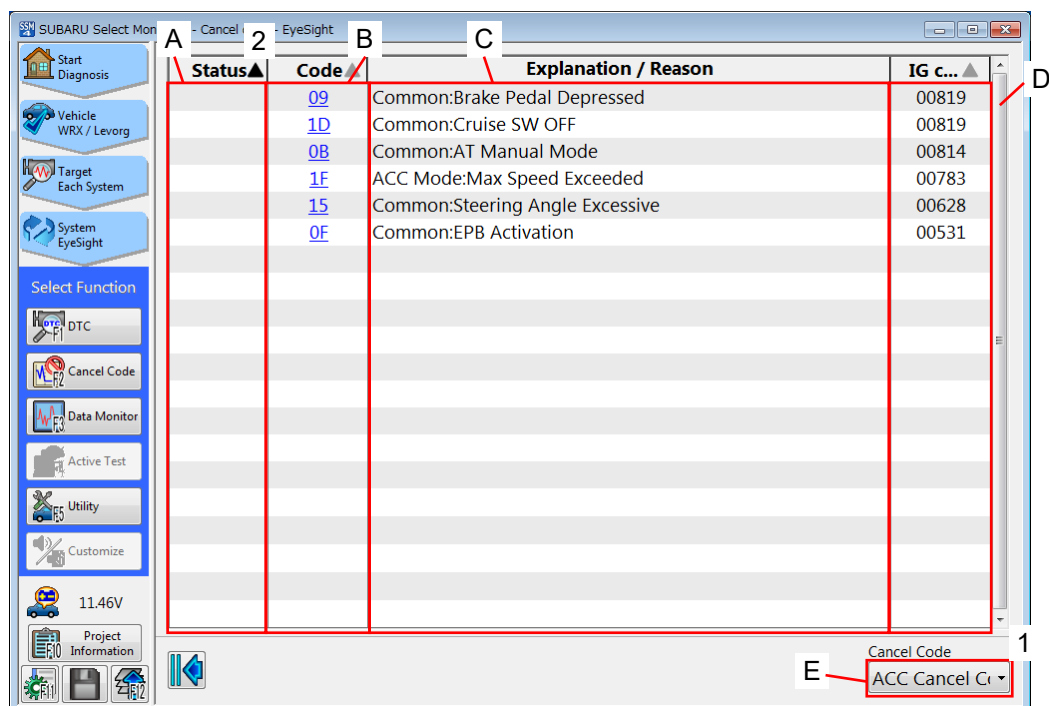 SSM
4
SUBARU Select Mon
- Cancel
- EyeSight
A
2
B
C
D
Start
Diagnosis
Vehicle
WRX / Levorg
Target
Each System
System
EyeSight
Select Function
DTC
F1
DTC
F2
Cancel Code
F3
Data Monitor
Active Test
F5
Utility
Customize
11.46V
F10
Project
Information
F11
F12
Status▲ Code▲ Explanation / Reason IG c... ▲
09 Common:Brake Pedal Depressed 00819
1D Common:Cruise SW OFF 00819
0B Common:AT Manual Mode 00814
1F ACC Mode:Max Speed Exceeded 00783
15 Common:Steering Angle Excessive 00628
0F Common:EPB Activation 00531
1
Cancel Code
E
ACC Cancel C